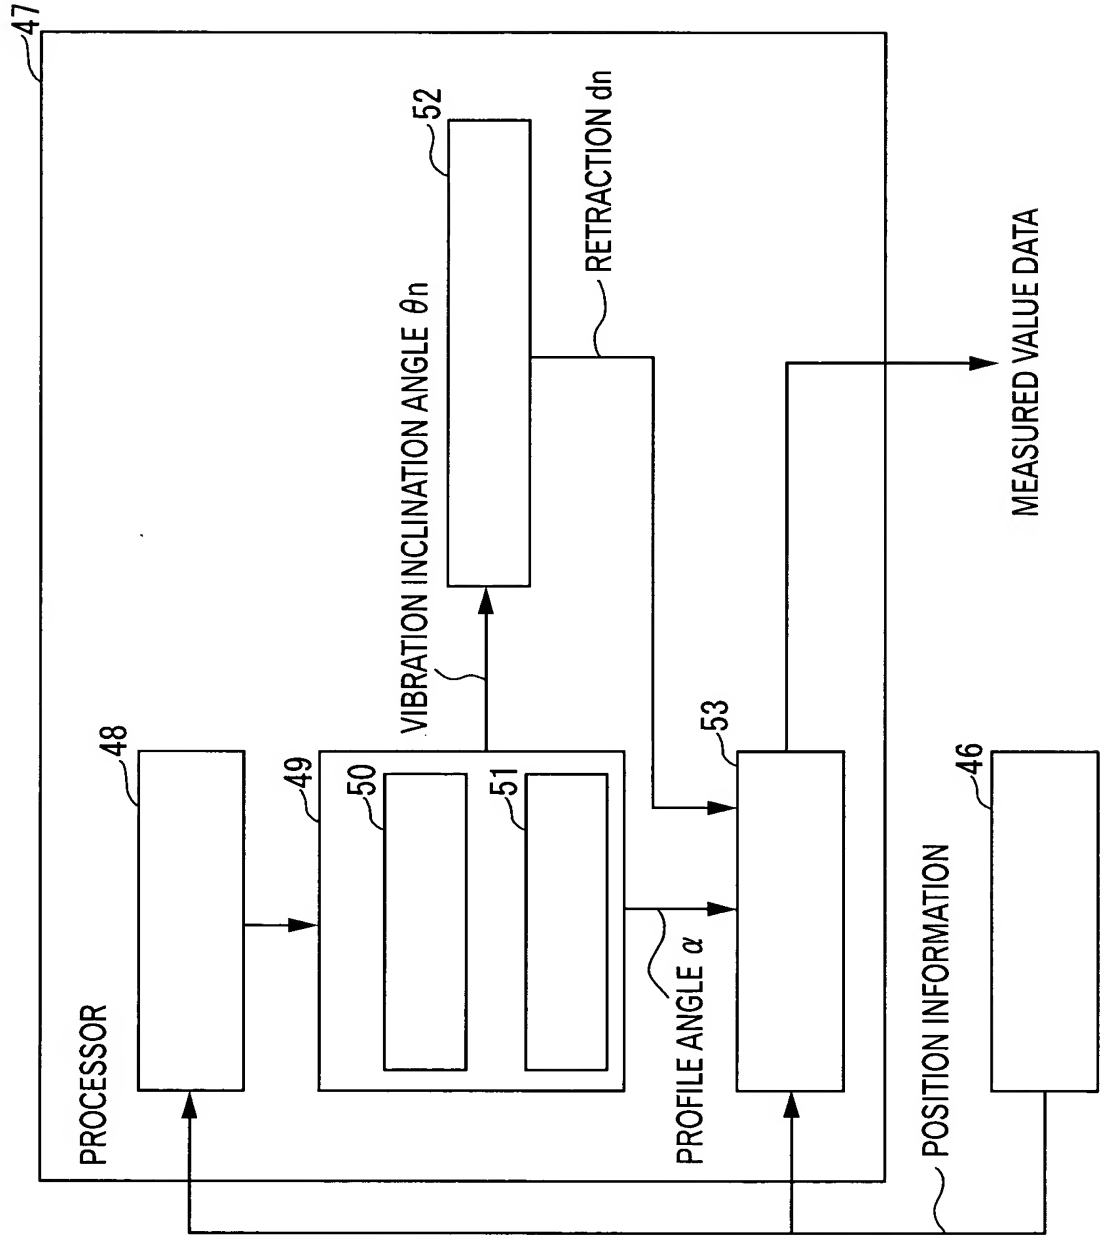 47
PROCESSOR
48
49
50
51
VIBRATION INCLINATION ANGLE θn
52
RETRACTION dn
PROFILE ANGLE α
53
MEASURED VALUE DATA
POSITION INFORMATION
46